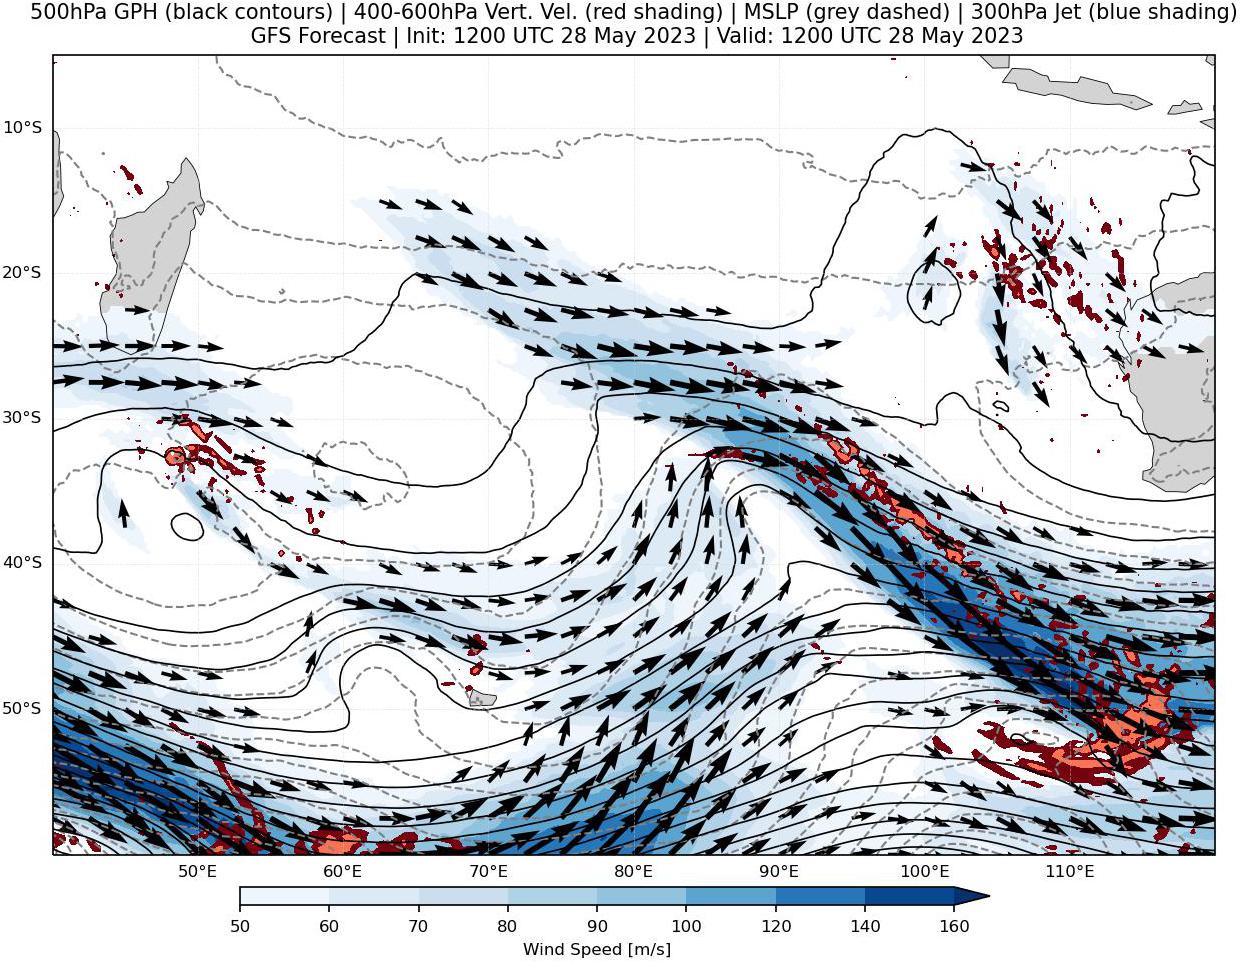 500hPa GPH (black contours) | 400-600hPa Vert. Vel. (red shading) | MSLP (grey dashed) | 300hPa Jet (blue shading)
GFS Forecast | Init: 1200 UTC 28 May 2023 | Valid: 1200 UTC 28 May 2023
10°S
20°S
30°S
40°S
50°S
50°E 60°E 70°E 80°E 90°E 100°E 110°E
50 60 70 80 90 100 120 140 160
Wind Speed [m/s]